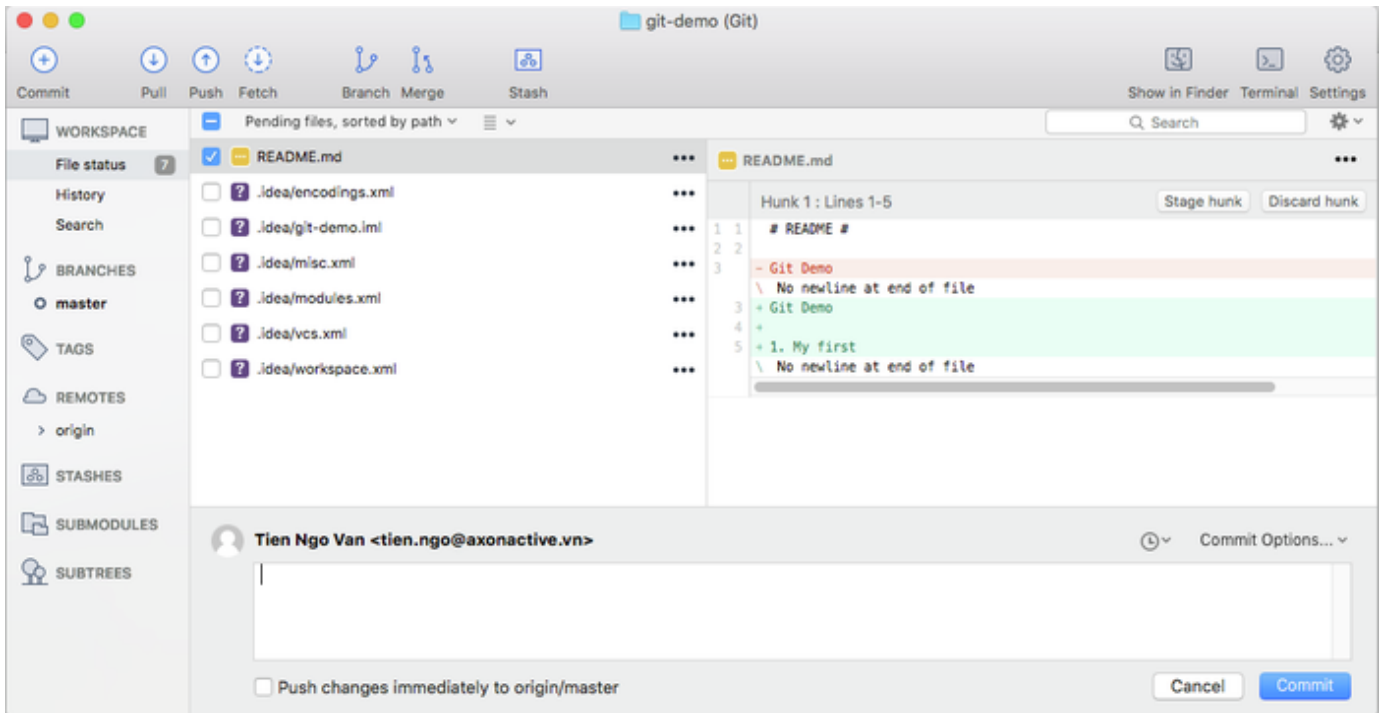 git-demo (Git)
Commit Pull Push Fetch Branch Merge Stash Show in Finder Terminal Settings
WORKSPACE
File status 7
History
Search
BRANCHES
master
TAGS
REMOTES
> origin
STASHES
SUBMODULES
SUBTREES
Pending files, sorted by path
Search
README.md
? .idea/encodings.xml
? .idea/git-demo.iml
? .idea/misc.xml
? .idea/modules.xml
? .idea/vcs.xml
? .idea/workspace.xml
README.md
Hunk 1 : Lines 1-5 Stage hunk Discard hunk
1 1 # README #
2 2
3 - Git Demo
\ No newline at end of file
3 + Git Demo
4 +
5 + 1. My first
\ No newline at end of file
Tien Ngo Van <tien.ngo@axonactive.vn>
Commit Options...
Push changes immediately to origin/master
Cancel Commit